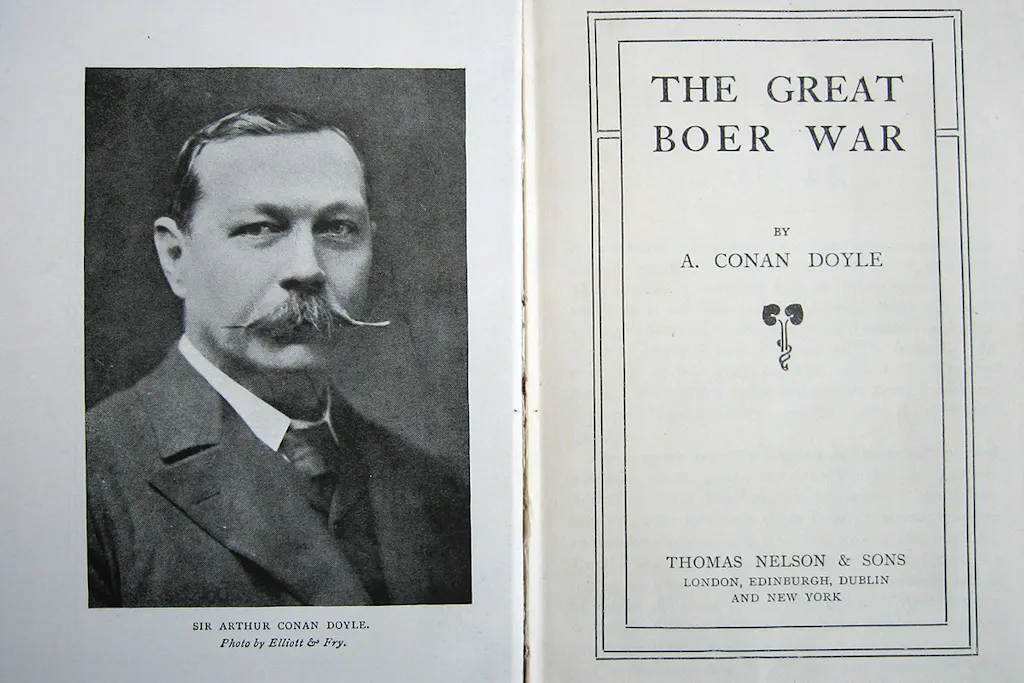 SIR ARTHUR CONAN DOYLE.
Photo by Elliott & Fry.
THE GREAT
BOER WAR
BY
A. CONAN DOYLE
THOMAS NELSON & SONS
LONDON, EDINBURGH, DUBLIN
AND NEW YORK